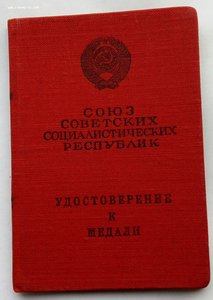 СОЮЗ
СОВЕТСКИХ
СОЦИАЛИСТИЧЕСКИХ
РЕСПУБЛИК
УДОСТОВЕРЕНИЕ
К
МЕДАЛИ